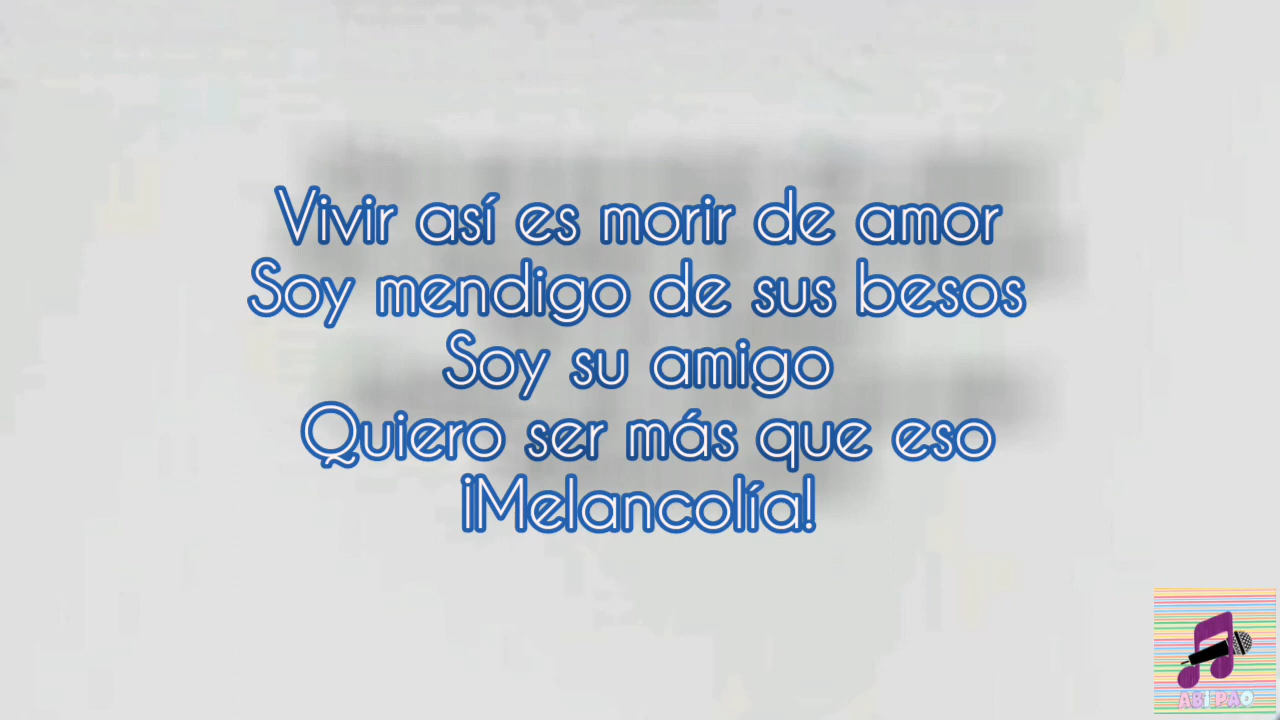 Vivir así es morir de amor
Soy mendigo de sus besos
Soy su amigo
Quiero ser más que eso
¡Melancolía!
ABI PAO